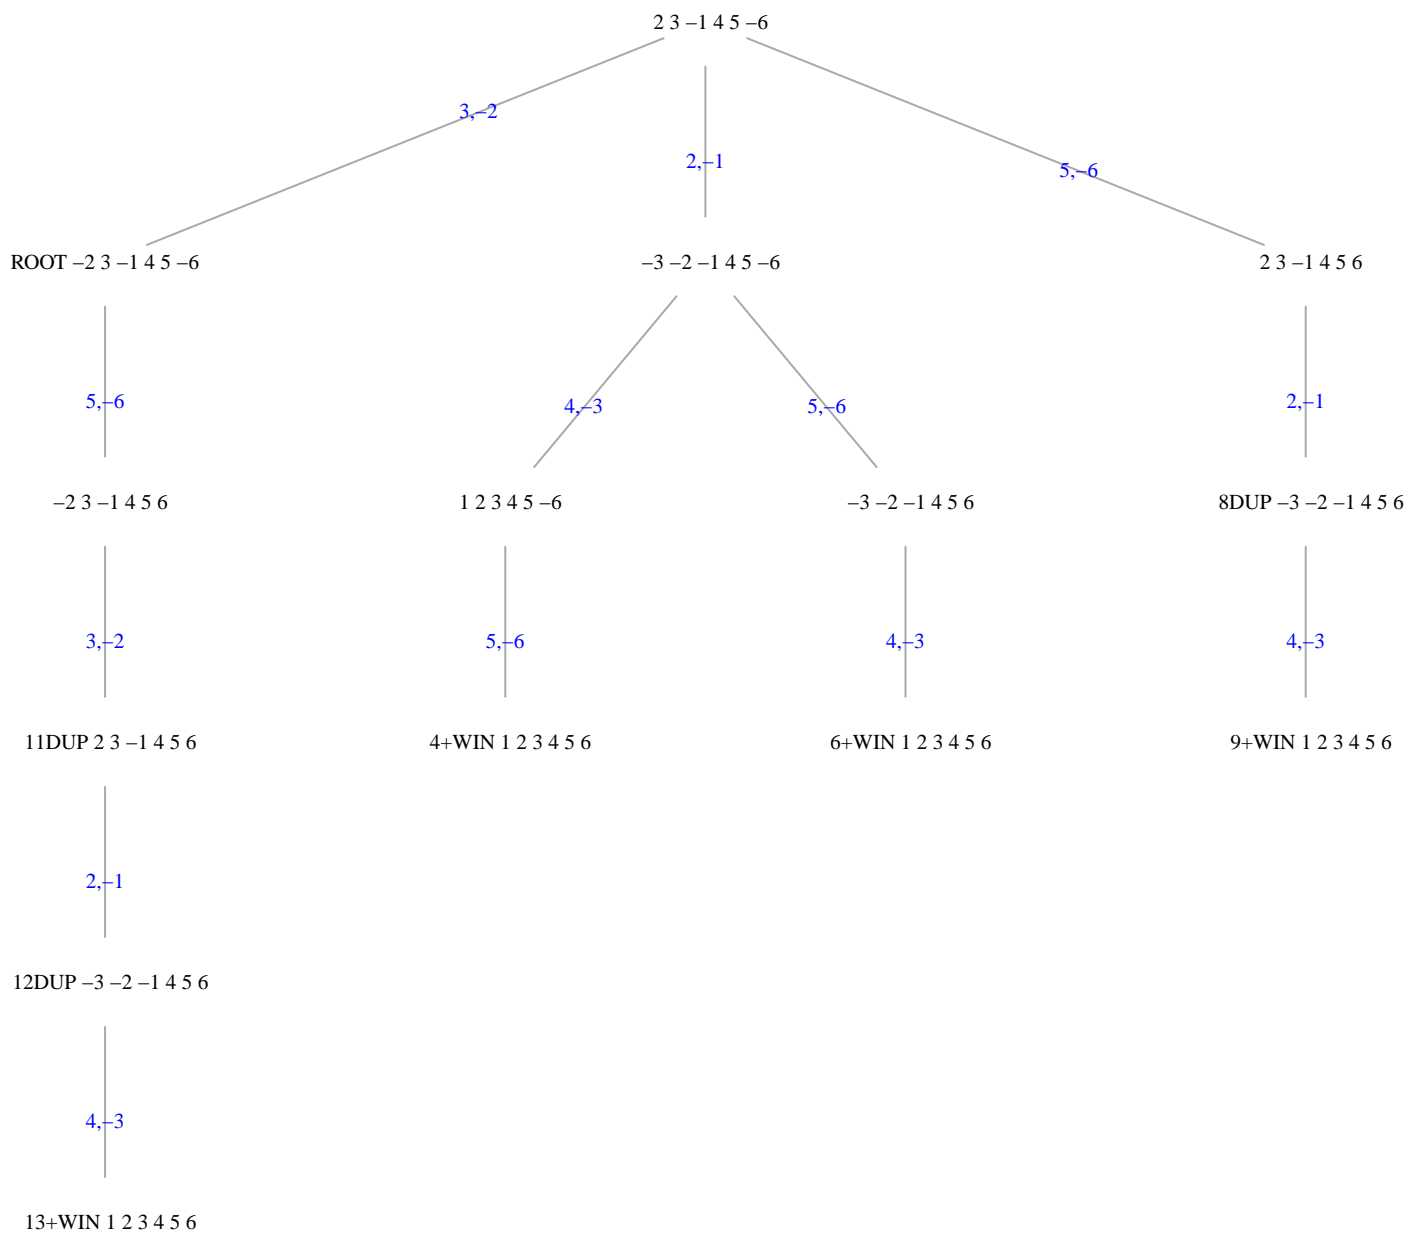 2 3 –1 4 5 –6
3,–2
2,–1
5,–6
ROOT –2 3 –1 4 5 –6
–3 –2 –1 4 5 –6
2 3 –1 4 5 6
5,–6
4,–3
5,–6
2,–1
–2 3 –1 4 5 6
1 2 3 4 5 –6
–3 –2 –1 4 5 6
8DUP –3 –2 –1 4 5 6
3,–2
5,–6
4,–3
4,–3
11DUP 2 3 –1 4 5 6
4+WIN 1 2 3 4 5 6
6+WIN 1 2 3 4 5 6
9+WIN 1 2 3 4 5 6
2,–1
12DUP –3 –2 –1 4 5 6
4,–3
13+WIN 1 2 3 4 5 6